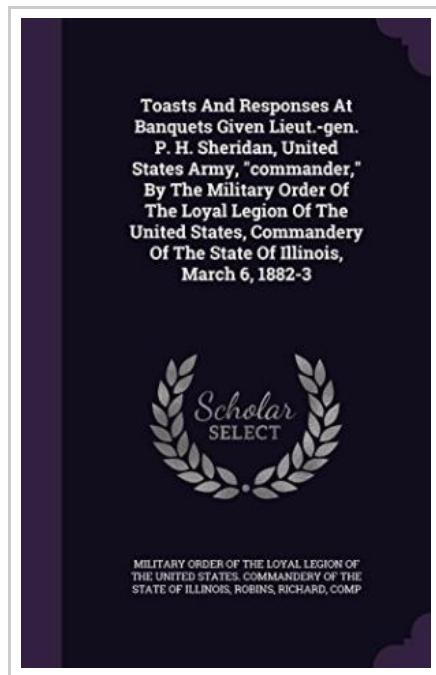 Toasts And Responses At
Banquets Given Lieut.-gen.
P. H. Sheridan, United
States Army, "commander,"
By The Military Order Of
The Loyal Legion Of The
United States, Commandery
Of The State Of Illinois,
March 6, 1882-3
Scholar
SELECT
MILITARY ORDER OF THE LOYAL LEGION OF
THE UNITED STATES. COMMANDERY OF THE
STATE OF ILLINOIS, ROBINS, RICHARD, COMP